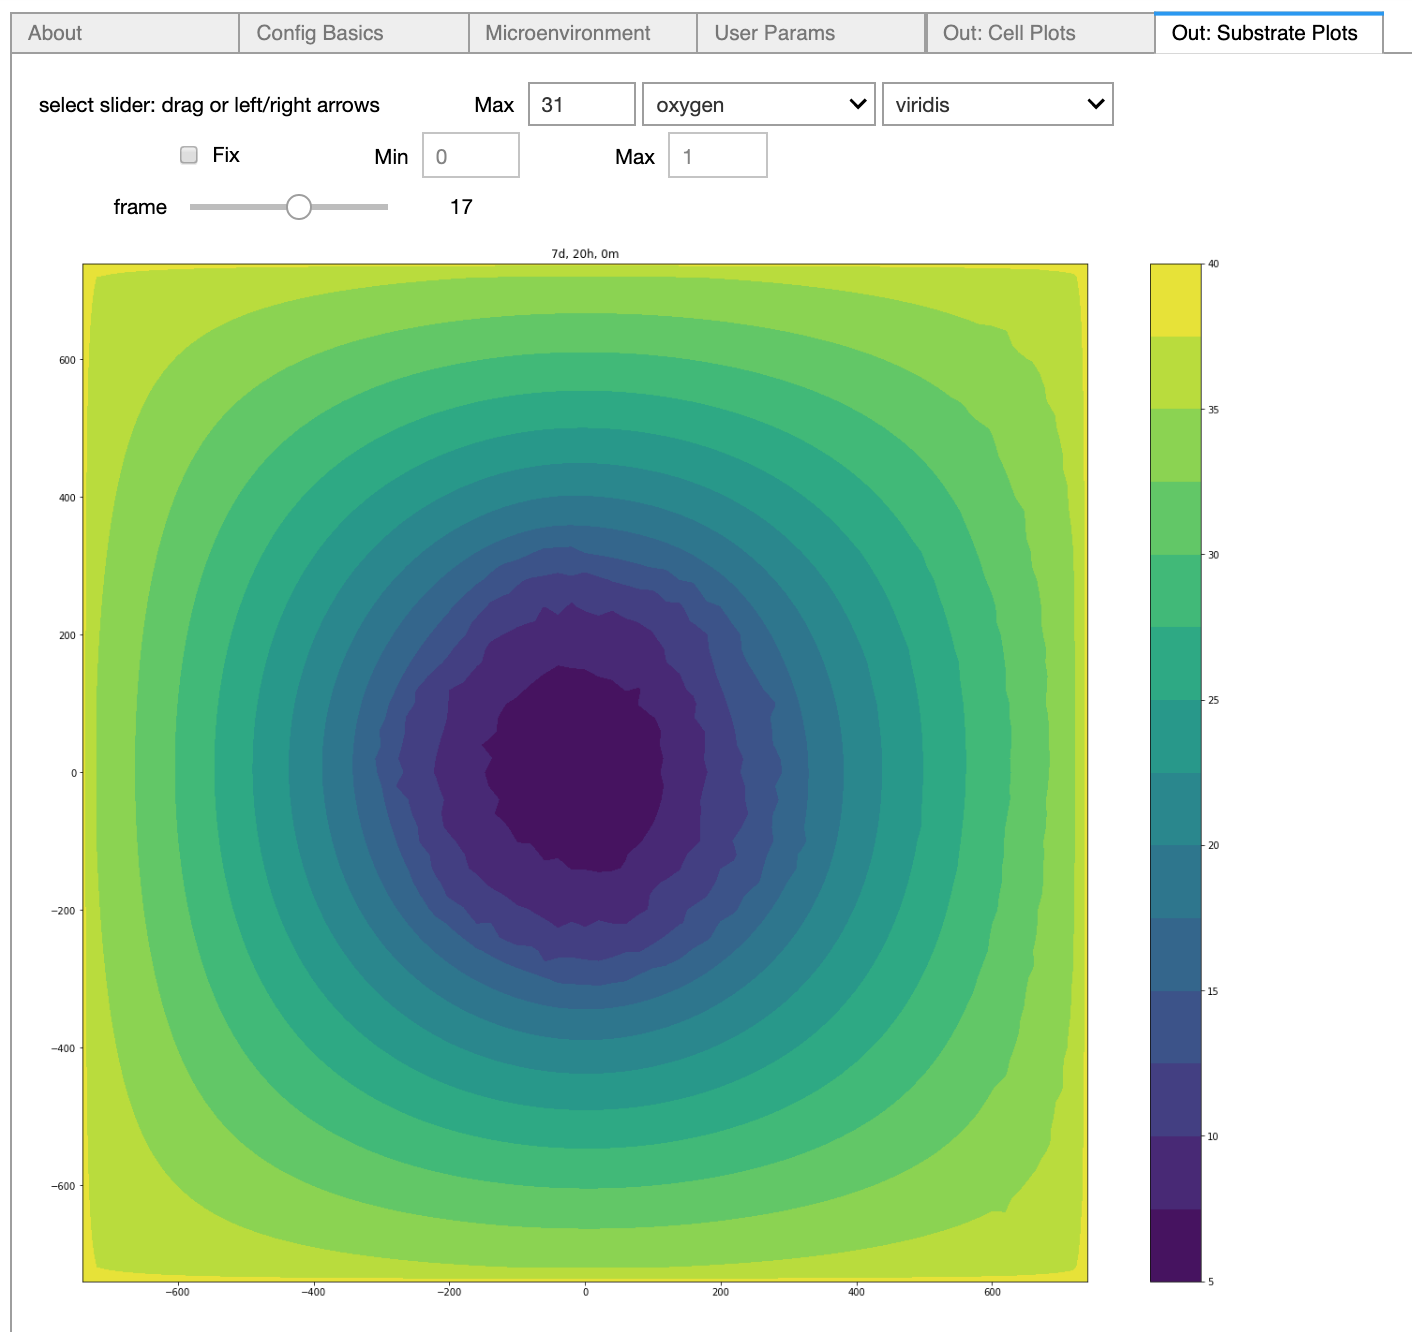 About Config Basics Microenvironment User Params Out: Cell Plots Out: Substrate Plots
select slider: drag or left/right arrows Max 31 oxygen viridis
Fix Min 0 Max 1
frame 17
7d, 20h, 0m
40
600
35
400
30
200
25
0
20
−200
15
−400
10
−600
5
−600 −400 −200 0 200 400 600